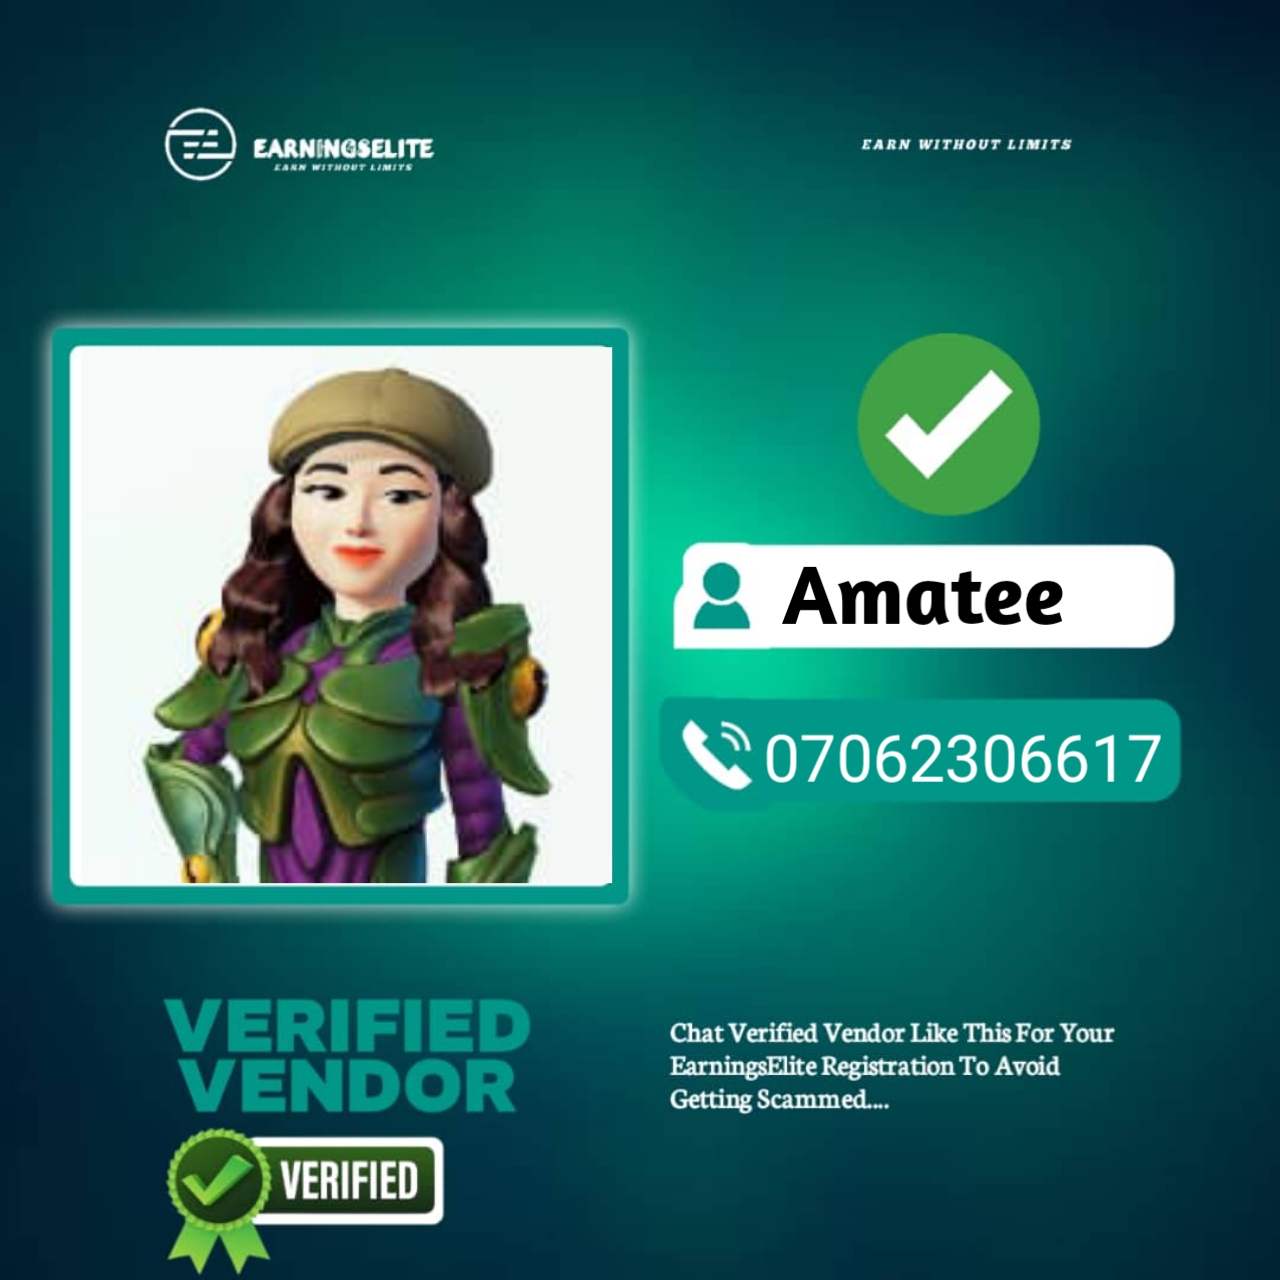 EARNINGSELITE
EARN WITHOUT LIMITS
EARN WITHOUT LIMITS
Amatee
07062306617
VERIFIED
VENDOR
VERIFIED
Chat Verified Vendor Like This For Your
EarningsElite Registration To Avoid
Getting Scammed....